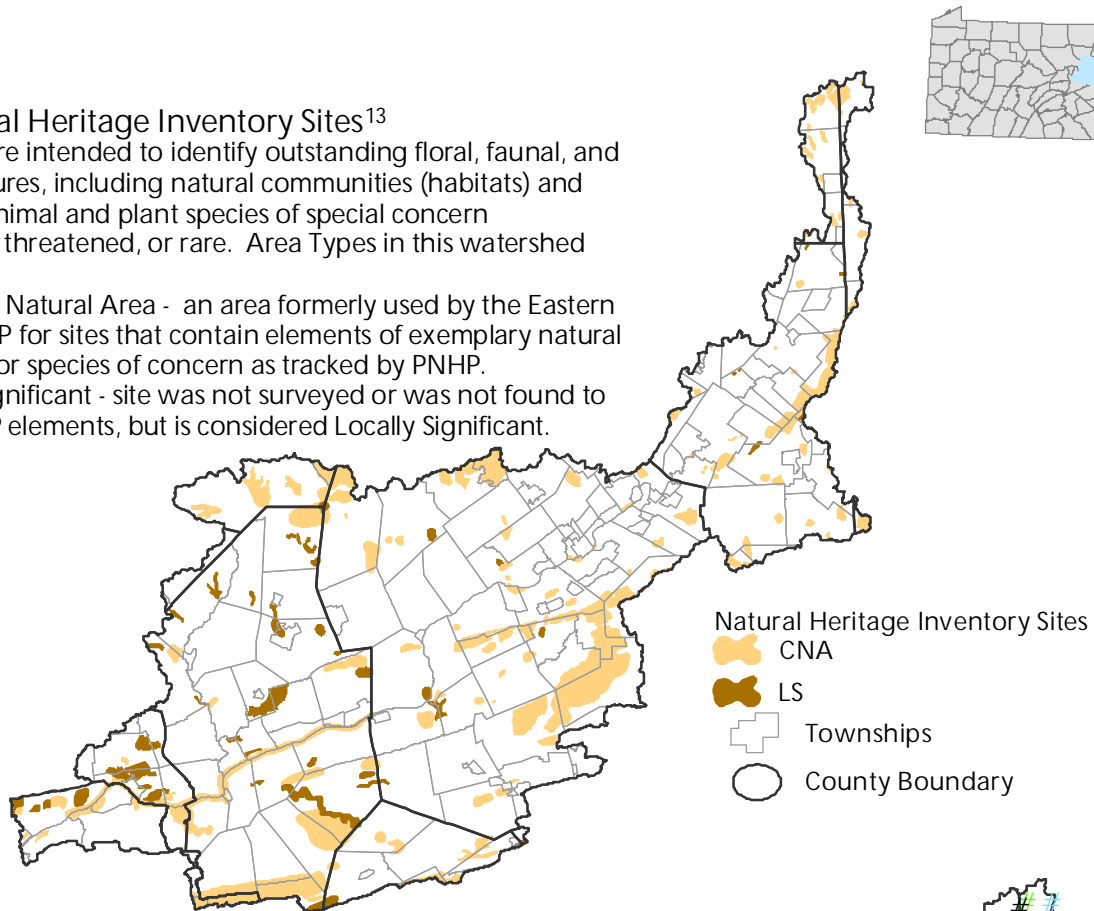 al Heritage Inventory Sites13
re intended to identify outstanding floral, faunal, and
ures, including natural communities (habitats) and
nimal and plant species of special concern
threatened, or rare. Area Types in this watershed
Natural Area - an area formerly used by the Eastern
P for sites that contain elements of exemplary natural
or species of concern as tracked by PNHP.
gnificant - site was not surveyed or was not found to
P elements, but is considered Locally Significant.
Natural Heritage Inventory Sites
CNA
LS
Townships
County Boundary